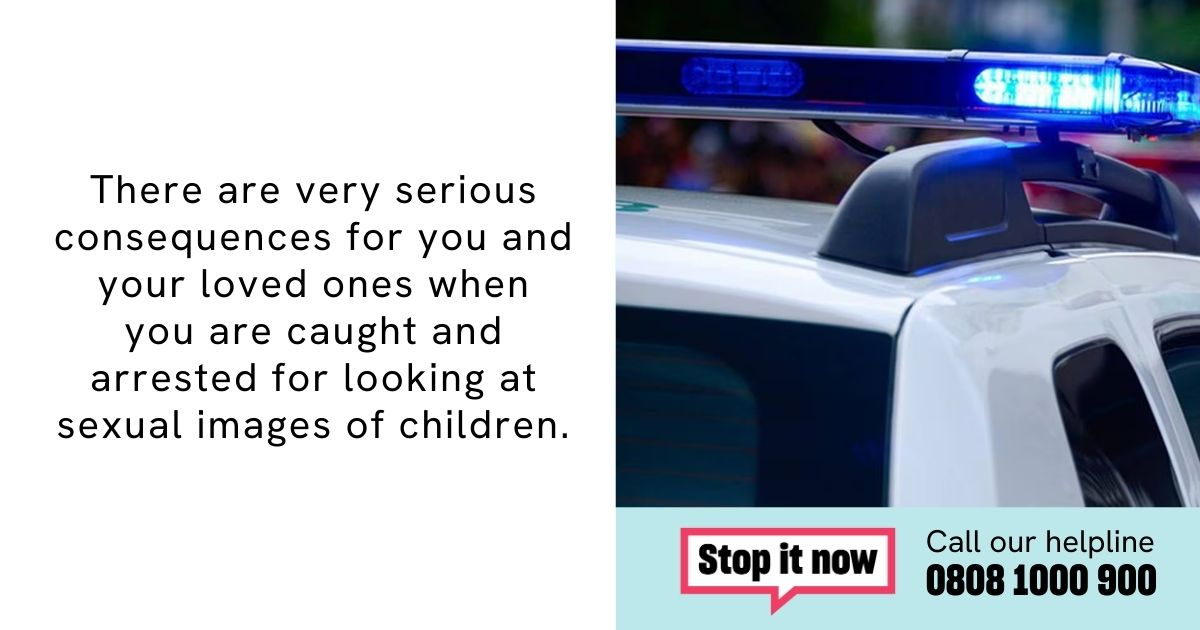 There are very serious
consequences for you and
your loved ones when
you are caught and
arrested for looking at
sexual images of children.
Stop it now
Call our helpline
0808 1000 900